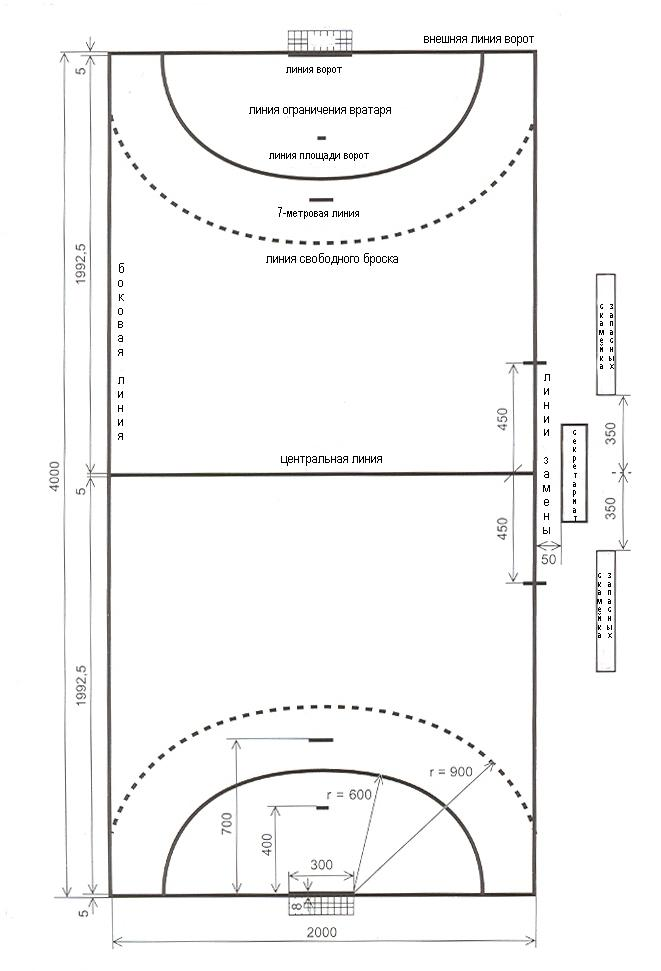 внешняя линия ворот
5
линия ворот
линия ограничения вратаря
линия площади ворот
7-метровая линия
линия свободного броска
1992,5
боковая линия
скамейка запасных
линии замены
450
350
секретариат
центральная линия
4000
5
450
350
50
скамейка запасных
1992,5
r = 900
r = 600
700
400
300
8
5
2000